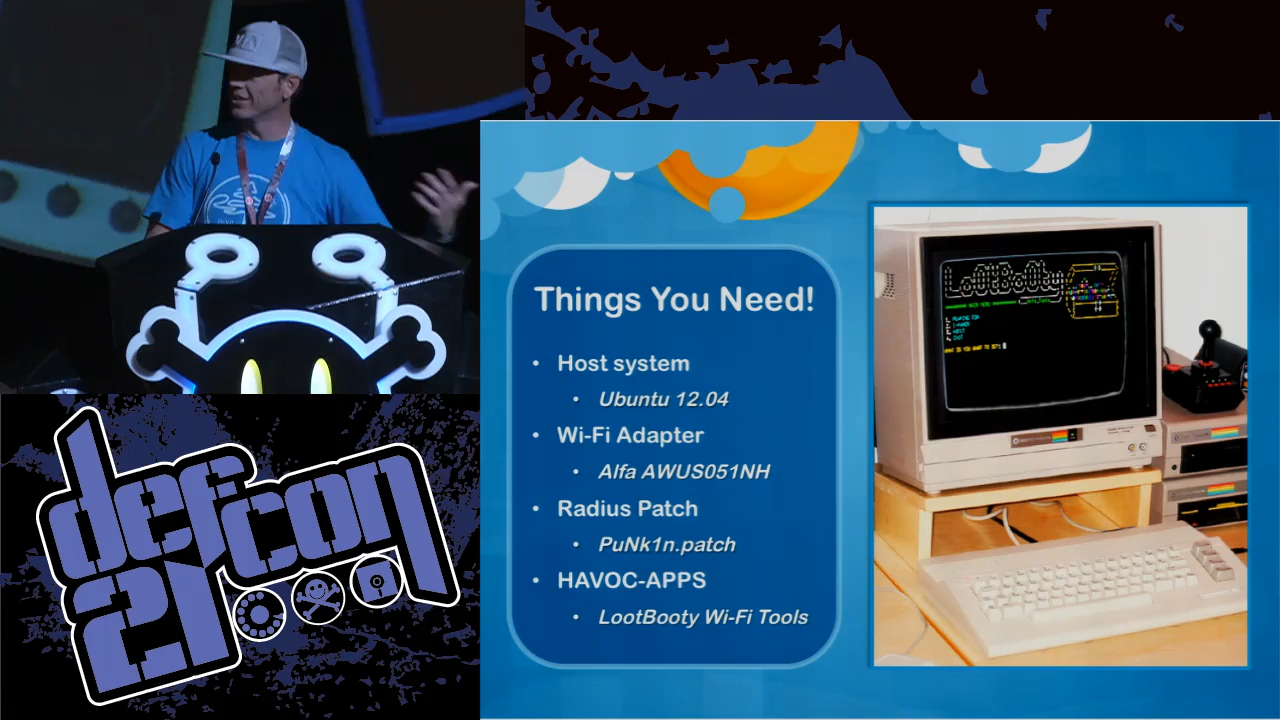 Things You Need!
• Host system
• Ubuntu 12.04
• Wi-Fi Adapter
• Alfa AWUS051NH
• Radius Patch
• PuNk1n.patch
• HAVOC-APPS
• LootBooty Wi-Fi Tools
LootBooty
defcon
21